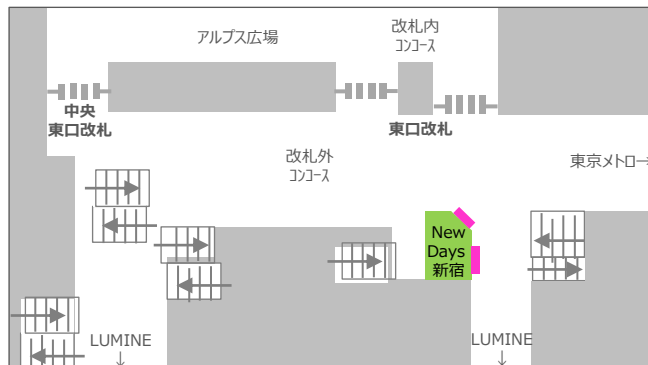 アルプス広場
改札内
ｺﾝｺｰｽ
中央
東口改札
東口改札
改札外
ｺﾝｺｰｽ
東京メトロ→
New
Days
新宿
LUMINE
↓
LUMINE
↓